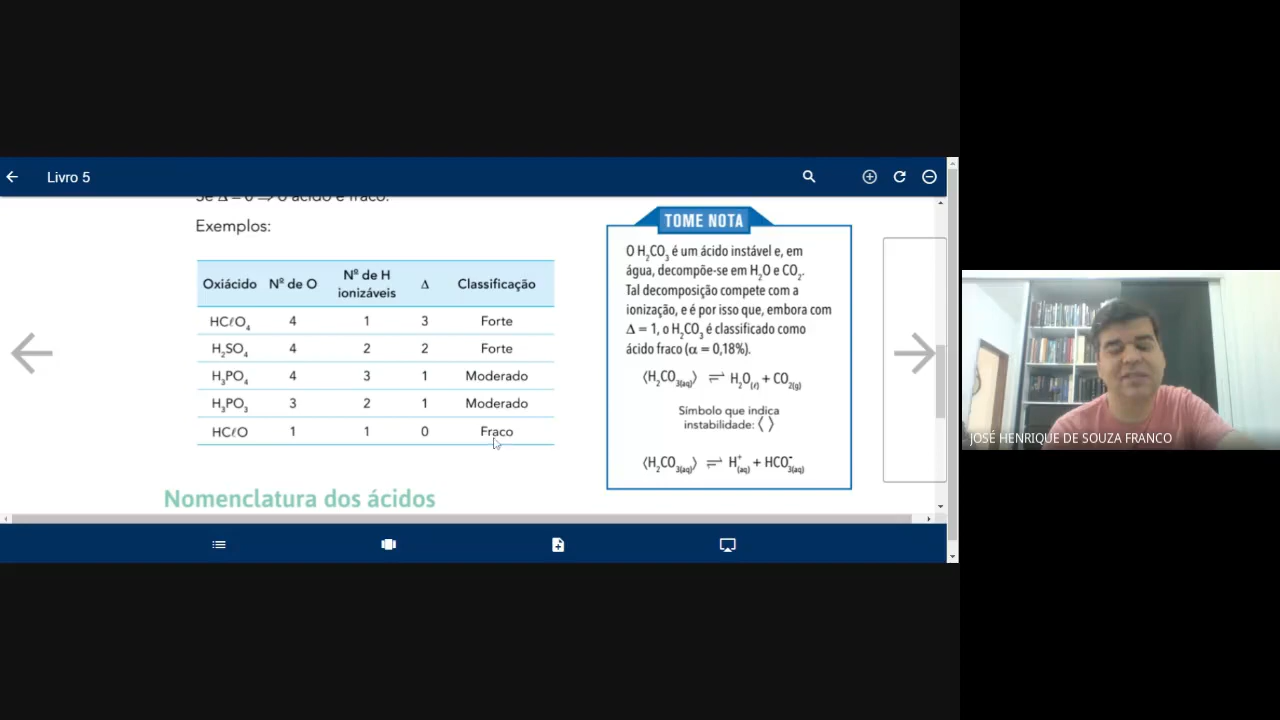 Livro 5
Se Δ = 0 ⇒ o ácido é fraco.
Exemplos:
Oxiácido Nº de O Nº de H ionizáveis Δ Classificação
HCℓO₄ 4 1 3 Forte
H₂SO₄ 4 2 2 Forte
H₃PO₄ 4 3 1 Moderado
H₃PO₃ 3 2 1 Moderado
HCℓO 1 1 0 Fraco
Nomenclatura dos ácidos
TOME NOTA
O H₂CO₃ é um ácido instável e, em
água, decompõe-se em H₂O e CO₂.
Tal decomposição compete com a
ionização, e é por isso que, embora com
Δ = 1, o H₂CO₃ é classificado como
ácido fraco (α = 0,18%).
⟨H₂CO₃(aq)⟩ ⇌ H₂O(ℓ) + CO₂(g)
Símbolo que indica
instabilidade: ⟨ ⟩
⟨H₂CO₃(aq)⟩ ⇌ H⁺(aq) + HCO₃⁻(aq)
JOSÉ HENRIQUE DE SOUZA FRANCO